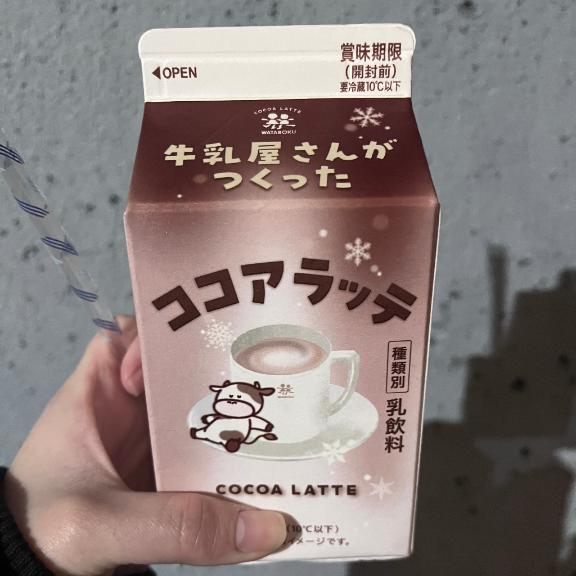 ◀OPEN
賞味期限
(開封前)
要冷蔵10℃以下
COCOA LATTE
WATABOKU
牛乳屋さんが
つくった
ココアラッテ
種類別 乳飲料
COCOA LATTE
(10℃以下)
イメージです。